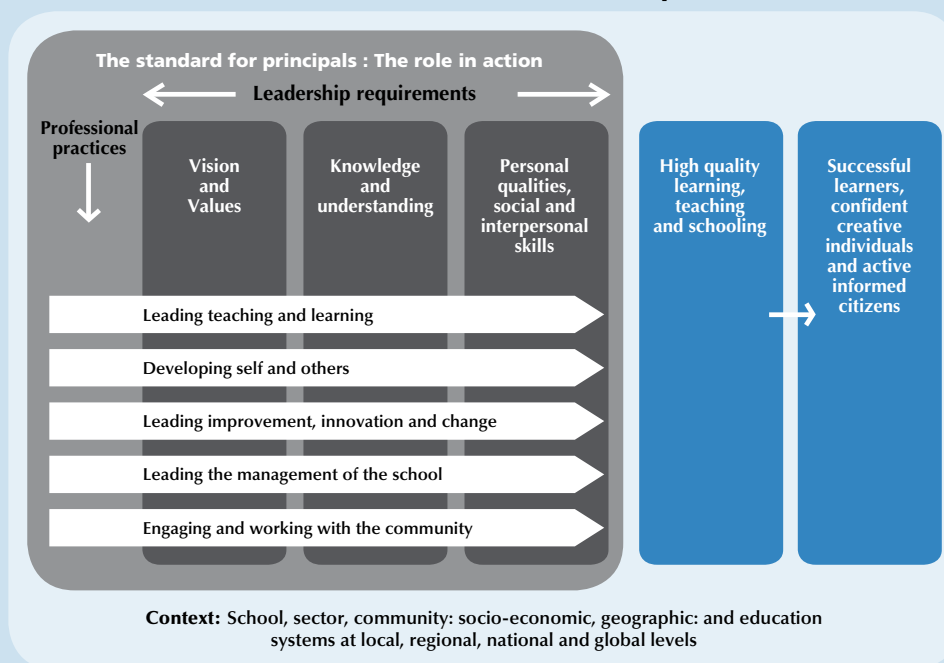 The standard for principals : The role in action
Leadership requirements
Professional
practices
Vision
and
Values
Knowledge
and
understanding
Personal
qualities,
social and
interpersonal
skills
High quality
learning,
teaching
and schooling
Successful
learners,
confident
creative
individuals
and active
informed
citizens
Leading teaching and learning
Developing self and others
Leading improvement, innovation and change
Leading the management of the school
Engaging and working with the community
Context: School, sector, community: socio-economic, geographic: and education
systems at local, regional, national and global levels